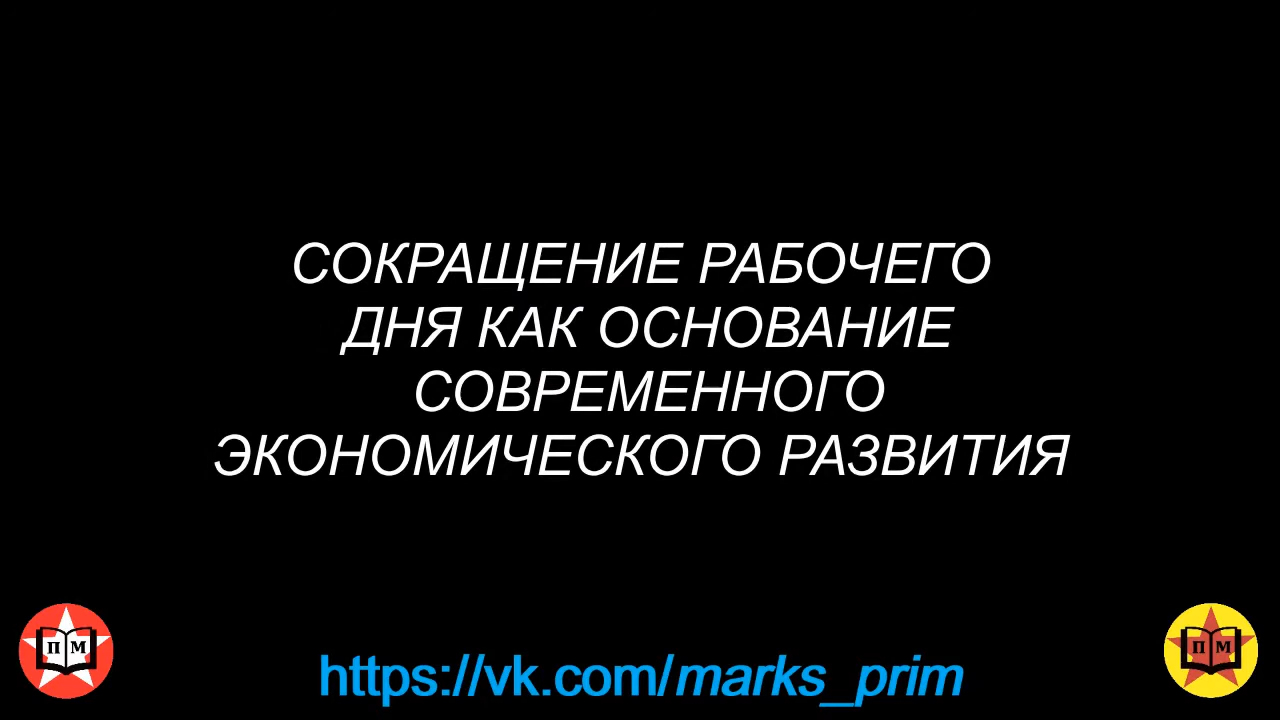 СОКРАЩЕНИЕ РАБОЧЕГО
ДНЯ КАК ОСНОВАНИЕ
СОВРЕМЕННОГО
ЭКОНОМИЧЕСКОГО РАЗВИТИЯ
П М
https://vk.com/marks_prim
П М